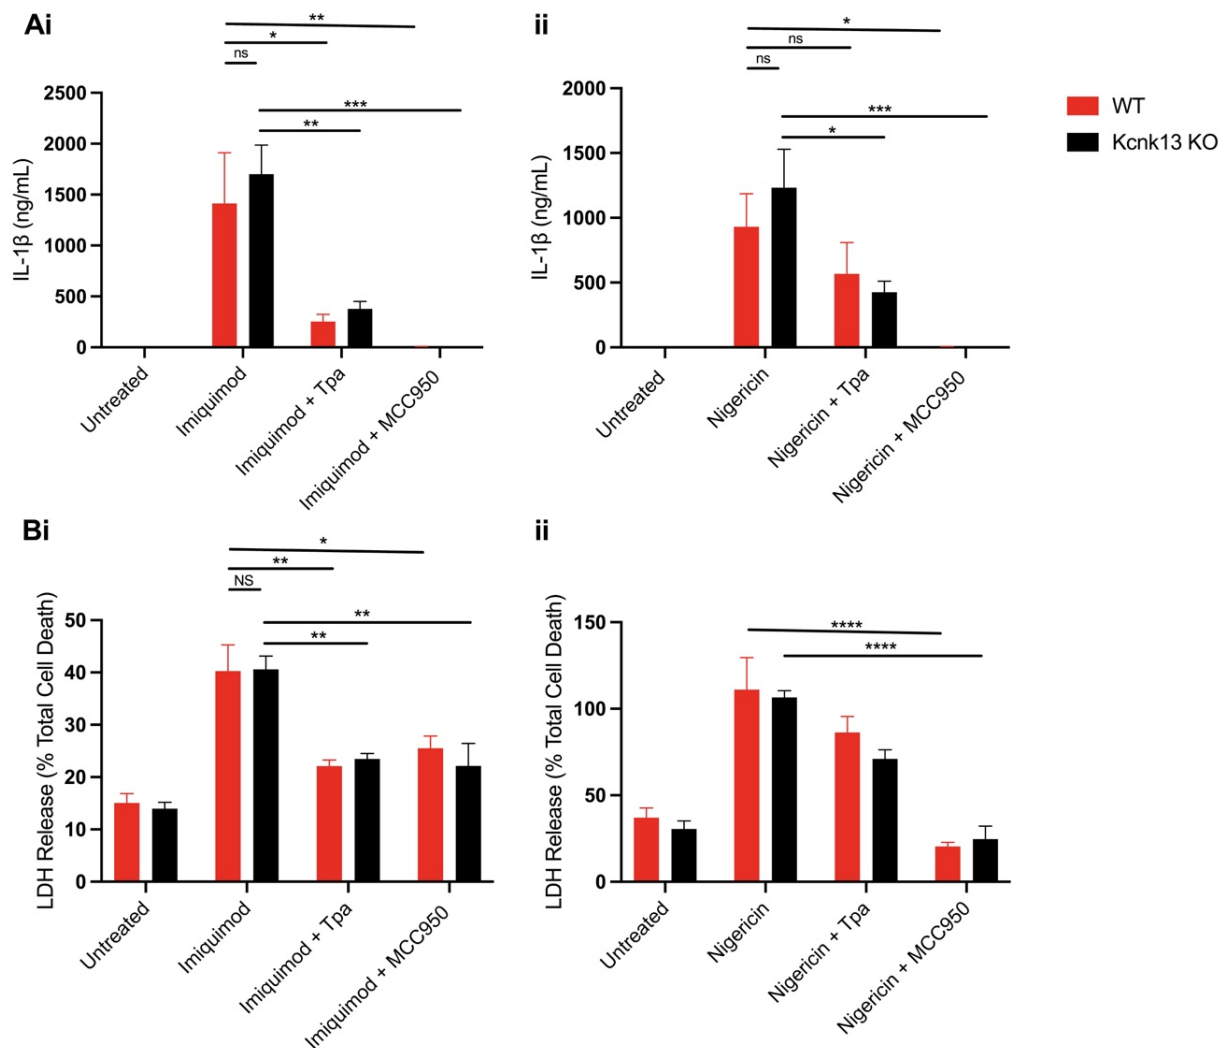 Ai
**
*
ns
***
**
2500
2000
1500
1000
500
0
IL-1β (ng/mL)
Untreated
Imiquimod
Imiquimod + Tpa
Imiquimod + MCC950
ii
*
ns
ns
***
*
2000
1500
1000
500
0
IL-1β (ng/mL)
Untreated
Nigericin
Nigericin + Tpa
Nigericin + MCC950
WT
Kcnk13 KO
Bi
*
**
NS
**
**
50
40
30
20
10
0
LDH Release (% Total Cell Death)
Untreated
Imiquimod
Imiquimod + Tpa
Imiquimod + MCC950
ii
****
****
150
100
50
0
LDH Release (% Total Cell Death)
Untreated
Nigericin
Nigericin + Tpa
Nigericin + MCC950